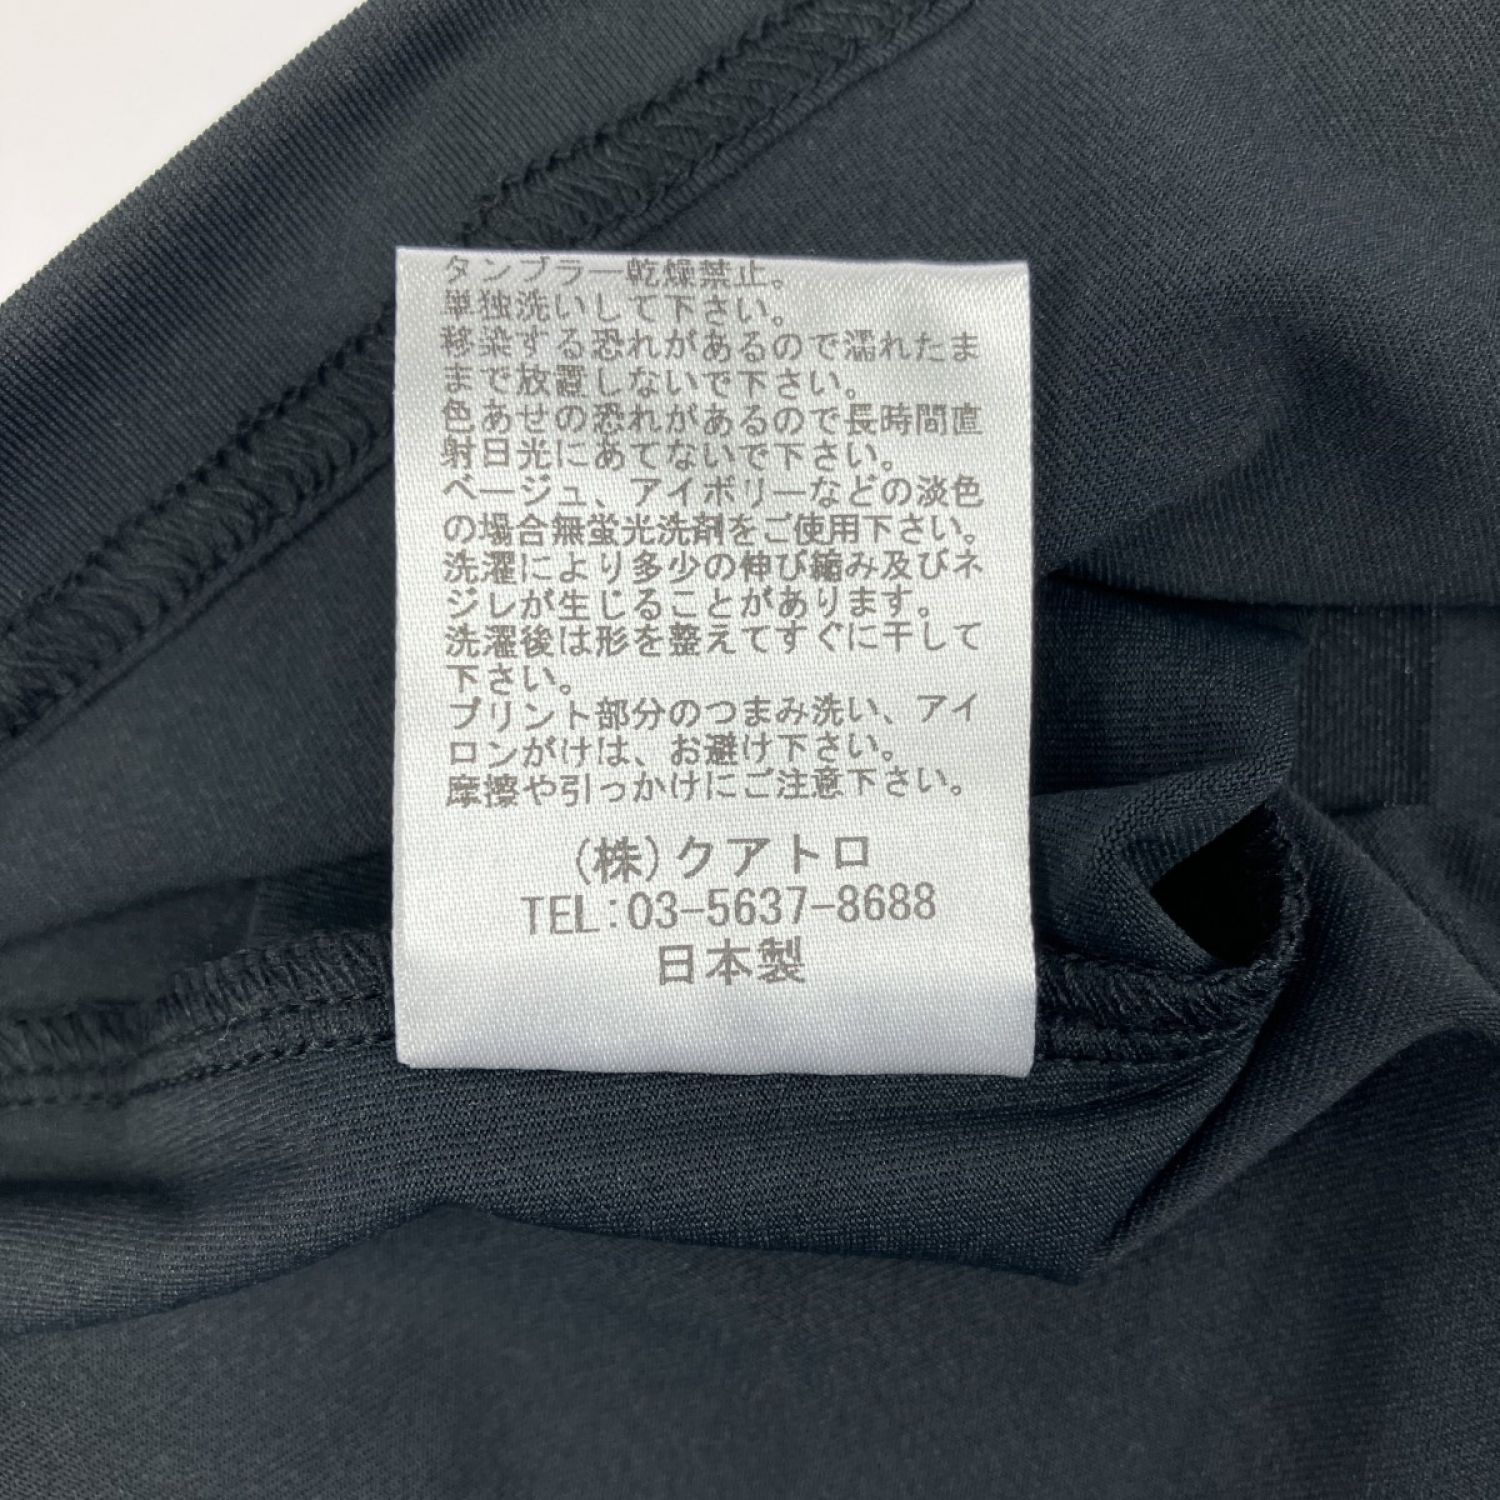 タンブラー乾燥禁止。
単独洗いして下さい。
移染する恐れがあるので濡れたま
まで放置しないで下さい。
色あせの恐れがあるので長時間直
射日光にあてないで下さい。
ベージュ、アイボリーなどの淡色
の場合無蛍光洗剤をご使用下さい。
洗濯により多少の伸び縮み及びネ
ジレが生じることがあります。
洗濯後は形を整えてすぐに干して
下さい。
プリント部分のつまみ洗い、アイ
ロンがけは、お避け下さい。
摩擦や引っかけにご注意下さい。
(株)クアトロ
TEL:03-5637-8688
日本製